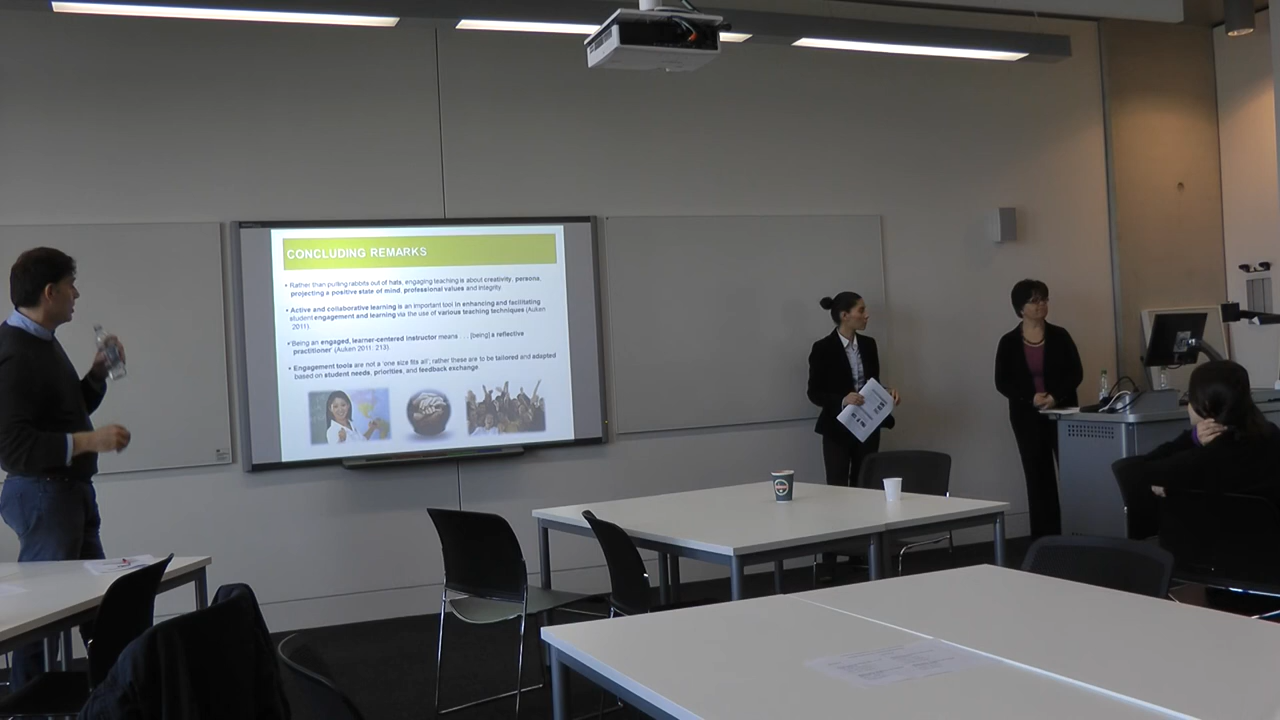 CONCLUDING REMARKS
• Rather than pulling rabbits out of hats, engaging teaching is about creativity, persona,
projecting a positive state of mind, professional values and integrity.
• Active and collaborative learning is an important tool in enhancing and facilitating
student engagement and learning via the use of various teaching techniques (Auken
2011).
'Being an engaged, learner-centered instructor means . . . [being] a reflective
practitioner' (Auken 2011: 213).
• Engagement tools are not a 'one size fits all'; rather these are to be tailored and adapted
based on student needs, priorities, and feedback exchange